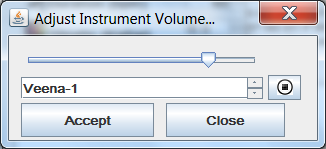 Adjust Instrument Volume...
Veena-1
Accept
Close